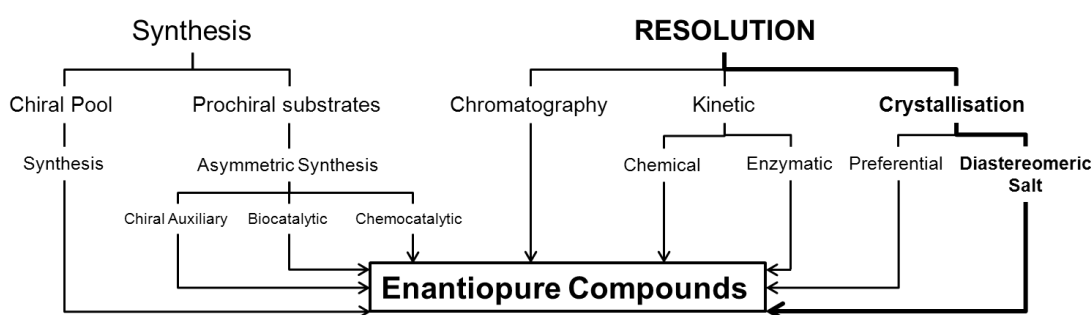 Synthesis
RESOLUTION
Chiral Pool
Prochiral substrates
Chromatography
Kinetic
Crystallisation
Synthesis
Asymmetric Synthesis
Chemical
Enzymatic
Preferential
Diastereomeric
Salt
Chiral Auxiliary
Biocatalytic
Chemocatalytic
Enantiopure Compounds